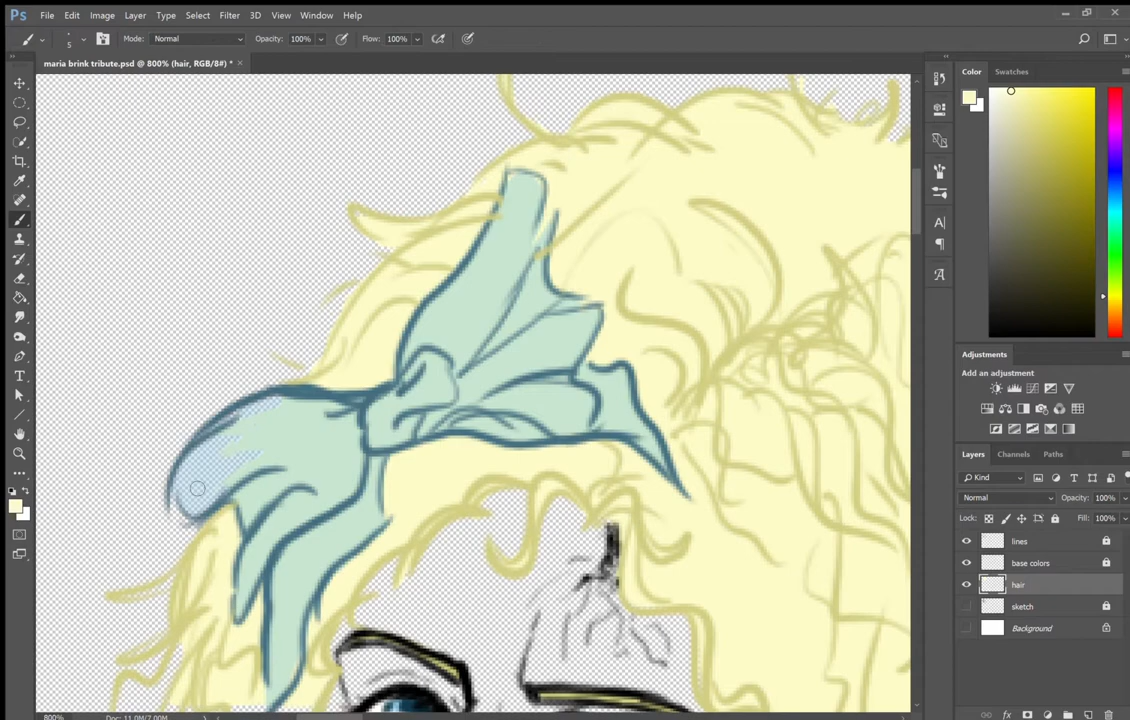 Ps File Edit Image Layer Type Select Filter 3D View Window Help
5 Mode: Normal Opacity: 100% Flow: 100%
maria brink tribute.psd @ 800% (hair, RGB/8#) * ×
Color Swatches
Adjustments
Add an adjustment
Layers Channels Paths
Kind
Normal Opacity: 100%
Lock: Fill: 100%
lines
base colors
hair
sketch
Background
800% Doc: 11.0M/7.00M